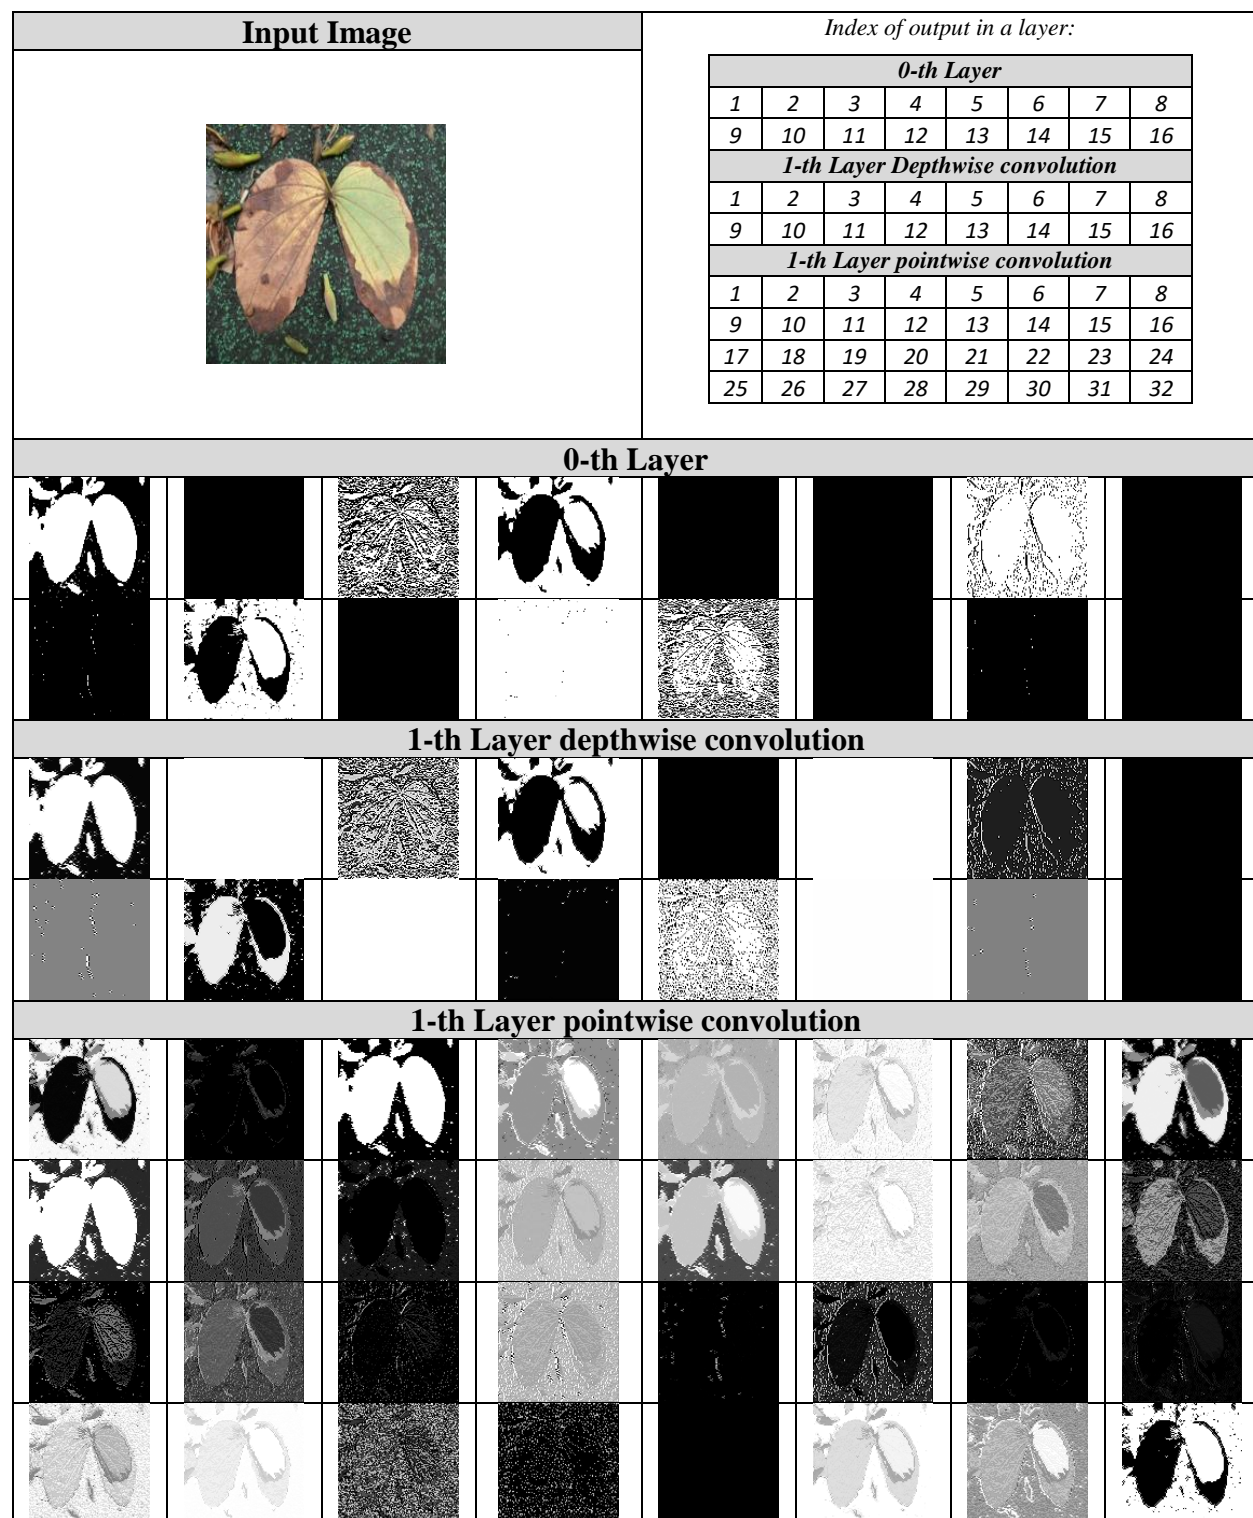 Input Image
Index of output in a layer:
0-th Layer
1 2 3 4 5 6 7 8
9 10 11 12 13 14 15 16
1-th Layer Depthwise convolution
1 2 3 4 5 6 7 8
9 10 11 12 13 14 15 16
1-th Layer pointwise convolution
1 2 3 4 5 6 7 8
9 10 11 12 13 14 15 16
17 18 19 20 21 22 23 24
25 26 27 28 29 30 31 32
0-th Layer
1-th Layer depthwise convolution
1-th Layer pointwise convolution